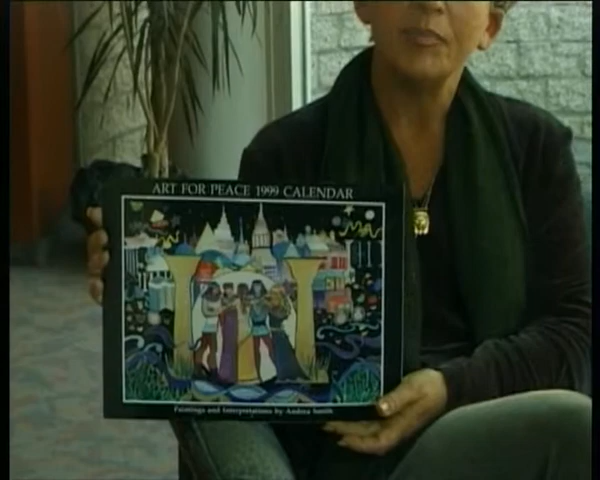 ART FOR PEACE 1999 CALENDAR
Paintings and Interpretations by Andrea Smith